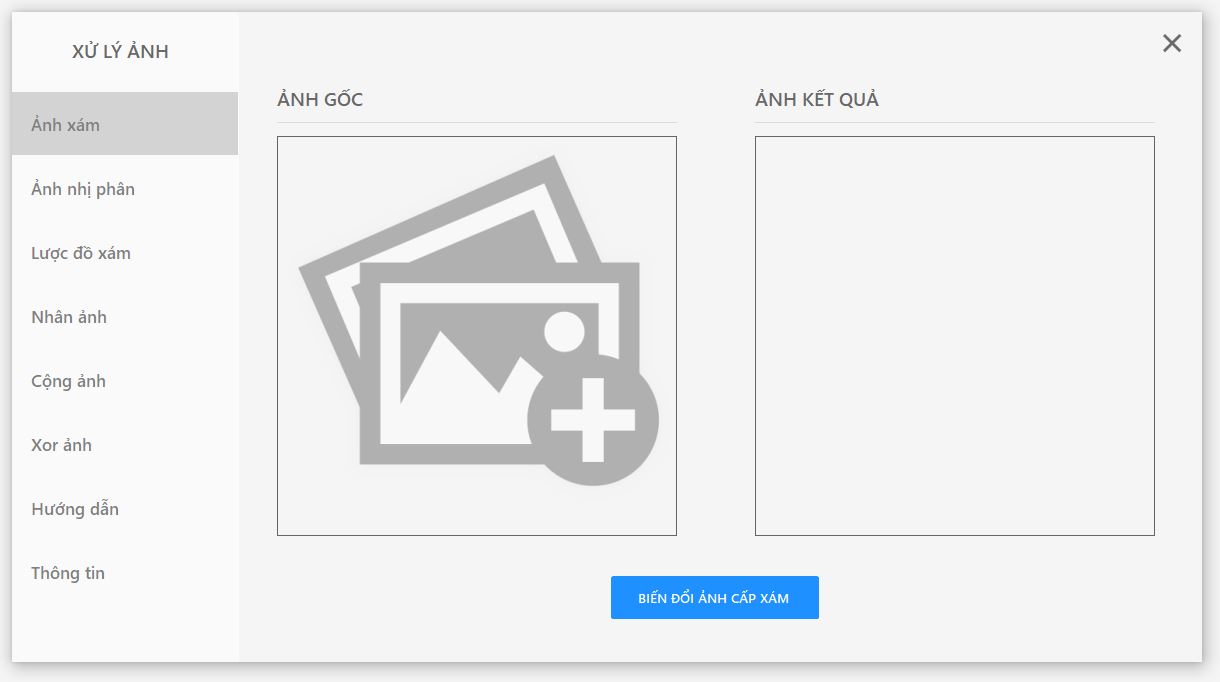 XỬ LÝ ẢNH
Ảnh xám
Ảnh nhị phân
Lược đồ xám
Nhân ảnh
Cộng ảnh
Xor ảnh
Hướng dẫn
Thông tin
ẢNH GỐC
ẢNH KẾT QUẢ
BIẾN ĐỔI ẢNH CẤP XÁM